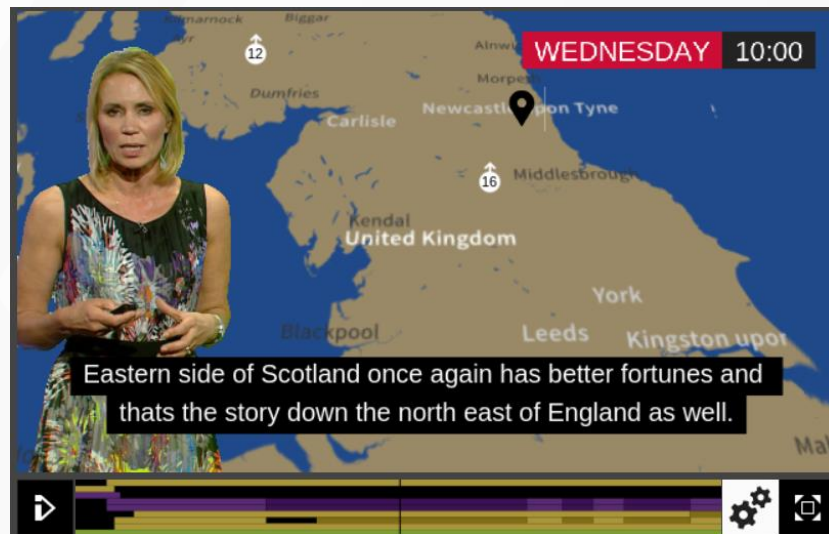 Kilmarnock
Biggar
Ayr
12
Alnwi
WEDNESDAY 10:00
Morpeth
Dumfries
Carlisle
Newcastle upon Tyne
16
Middlesbrough
Kendal
United Kingdom
York
Blackpool
Leeds
Kingston upon
Eastern side of Scotland once again has better fortunes and
thats the story down the north east of England as well.
Ma